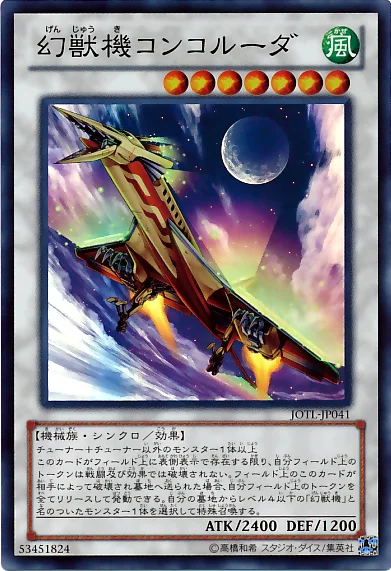 幻獣機コンコルーダ
げん じゅう き
風
かぜ
JOTL-JP041
【機械族・シンクロ／効果】
チューナー＋チューナー以外のモンスター1体以上
このカードがフィールド上に表側表示で存在する限り、自分フィールド上の
トークンは戦闘及び効果では破壊されない。フィールド上のこのカードが
相手によって破壊され墓地へ送られた場合、自分フィールド上のトークン
を全てリリースして発動できる。自分の墓地からレベル4以下の「幻獣機」と
名のついたモンスター1体を選択して特殊召喚する。
ATK/2400 DEF/1200
53451824
©高橋和希 スタジオ・ダイス/集英社